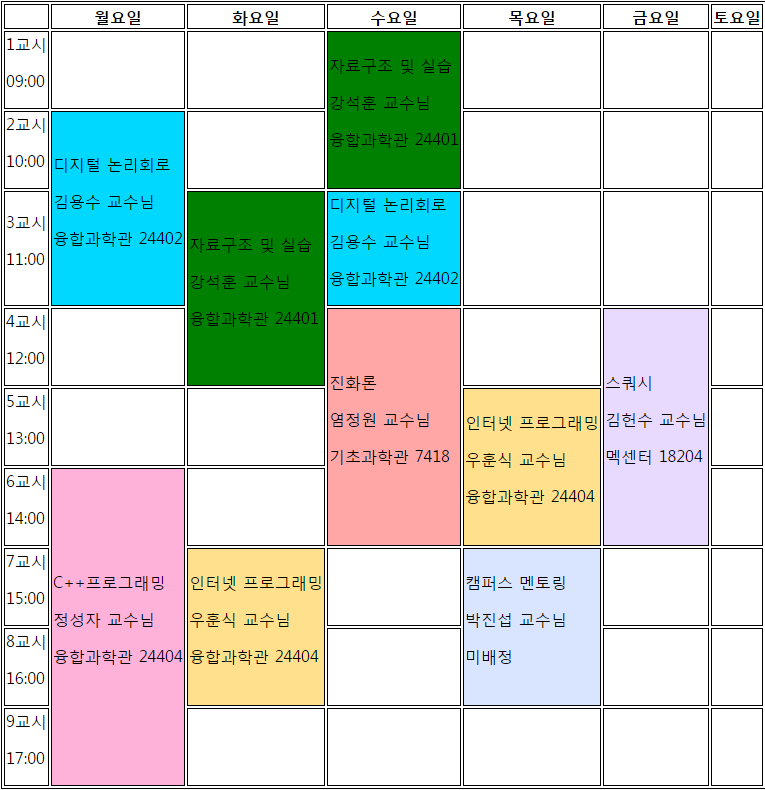 월요일 화요일 수요일 목요일 금요일 토요일
1교시
09:00
자료구조 및 실습
강석훈 교수님
융합과학관 24401
2교시
10:00
디지털 논리회로
김용수 교수님
융합과학관 24402
3교시
11:00
자료구조 및 실습
강석훈 교수님
융합과학관 24401
디지털 논리회로
김용수 교수님
융합과학관 24402
4교시
12:00
진화론
염정원 교수님
기초과학관 7418
스쿼시
김헌수 교수님
멕센터 18204
5교시
13:00
인터넷 프로그래밍
우훈식 교수님
융합과학관 24404
6교시
14:00
C++프로그래밍
정성자 교수님
융합과학관 24404
7교시
15:00
인터넷 프로그래밍
우훈식 교수님
융합과학관 24404
캠퍼스 멘토링
박진섭 교수님
미배정
8교시
16:00
9교시
17:00